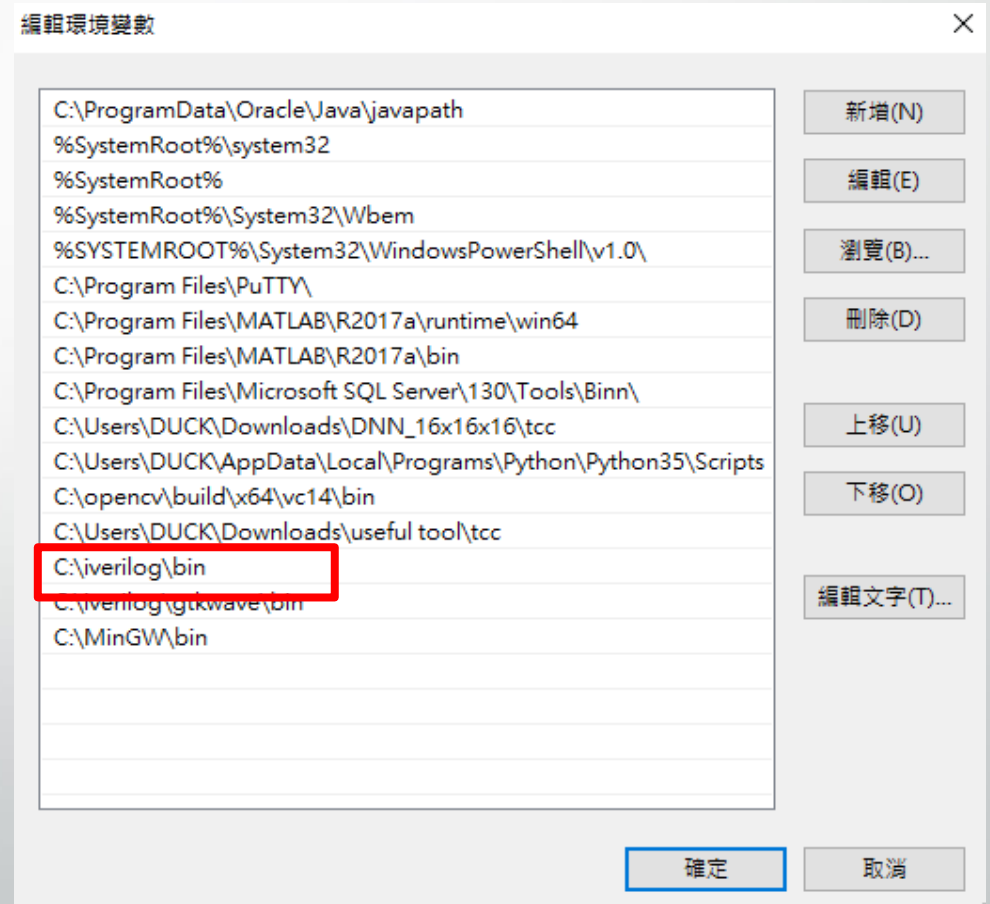 編輯環境變數
C:\ProgramData\Oracle\Java\javapath
%SystemRoot%\system32
%SystemRoot%
%SystemRoot%\System32\Wbem
%SYSTEMROOT%\System32\WindowsPowerShell\v1.0\
C:\Program Files\PuTTY\
C:\Program Files\MATLAB\R2017a\runtime\win64
C:\Program Files\MATLAB\R2017a\bin
C:\Program Files\Microsoft SQL Server\130\Tools\Binn\
C:\Users\DUCK\Downloads\DNN_16x16x16\tcc
C:\Users\DUCK\AppData\Local\Programs\Python\Python35\Scripts
C:\opencv\build\x64\vc14\bin
C:\Users\DUCK\Downloads\useful tool\tcc
C:\iverilog\bin
C:\iverilog\gtkwave\bin
C:\MinGW\bin
新增(N)
編輯(E)
瀏覽(B)...
刪除(D)
上移(U)
下移(O)
編輯文字(T)...
確定
取消